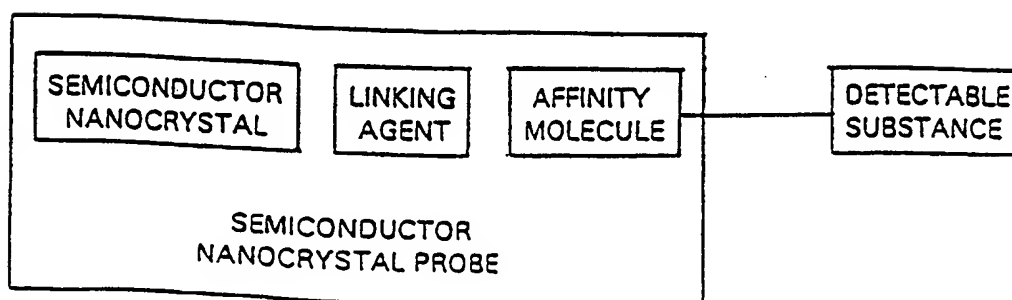 SEMICONDUCTOR
NANOCRYSTAL
LINKING
AGENT
AFFINITY
MOLECULE
DETECTABLE
SUBSTANCE
SEMICONDUCTOR
NANOCRYSTAL PROBE